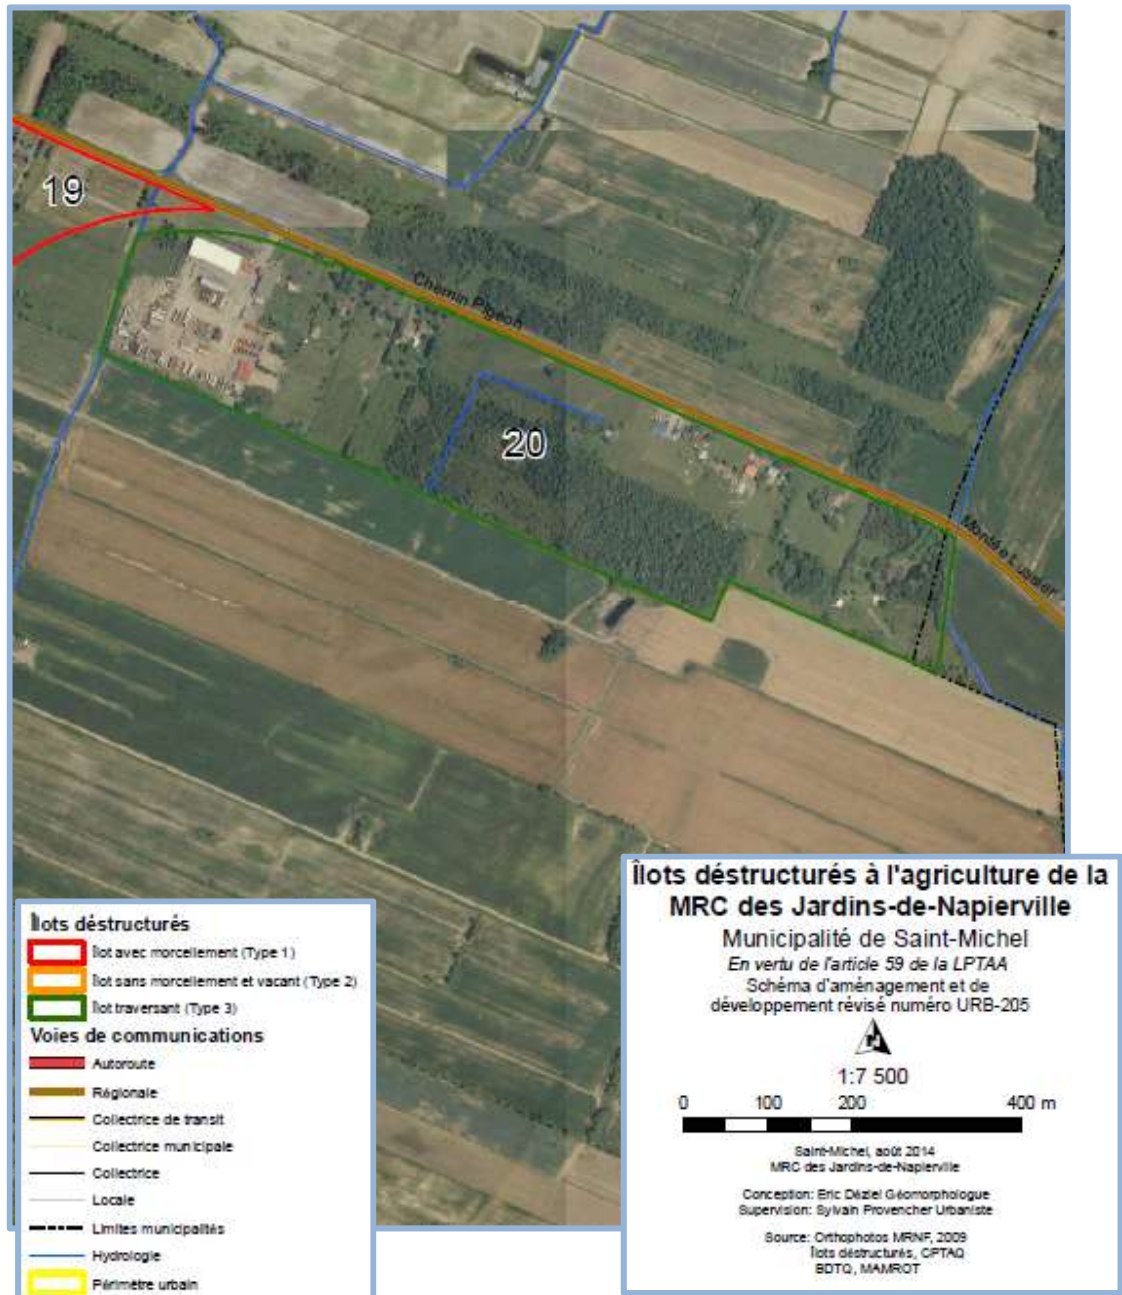 19
Chemin Pigeon
20
Montée Lussier
Îlots déstructurés
Îlot avec morcellement (Type 1)
Îlot sans morcellement et vacant (Type 2)
Îlot traversant (Type 3)
Voies de communications
Autoroute
Régionale
Collectrice de transit
Collectrice municipale
Collectrice
Locale
Limites municipalités
Hydrologie
Périmètre urbain
Îlots déstructurés à l'agriculture de la
MRC des Jardins-de-Napierville
Municipalité de Saint-Michel
En vertu de l'article 59 de la LPTAA
Schéma d'aménagement et de
développement révisé numéro URB-205
N
1:7 500
0 100 200 400 m
Saint-Michel, août 2014
MRC des Jardins-de-Napierville
Conception: Eric Déziel Géomorphologue
Supervision: Sylvain Provencher Urbaniste
Source: Orthophotos MRNF, 2009
Îlots déstructurés, CPTAQ
BDTQ, MAMROT